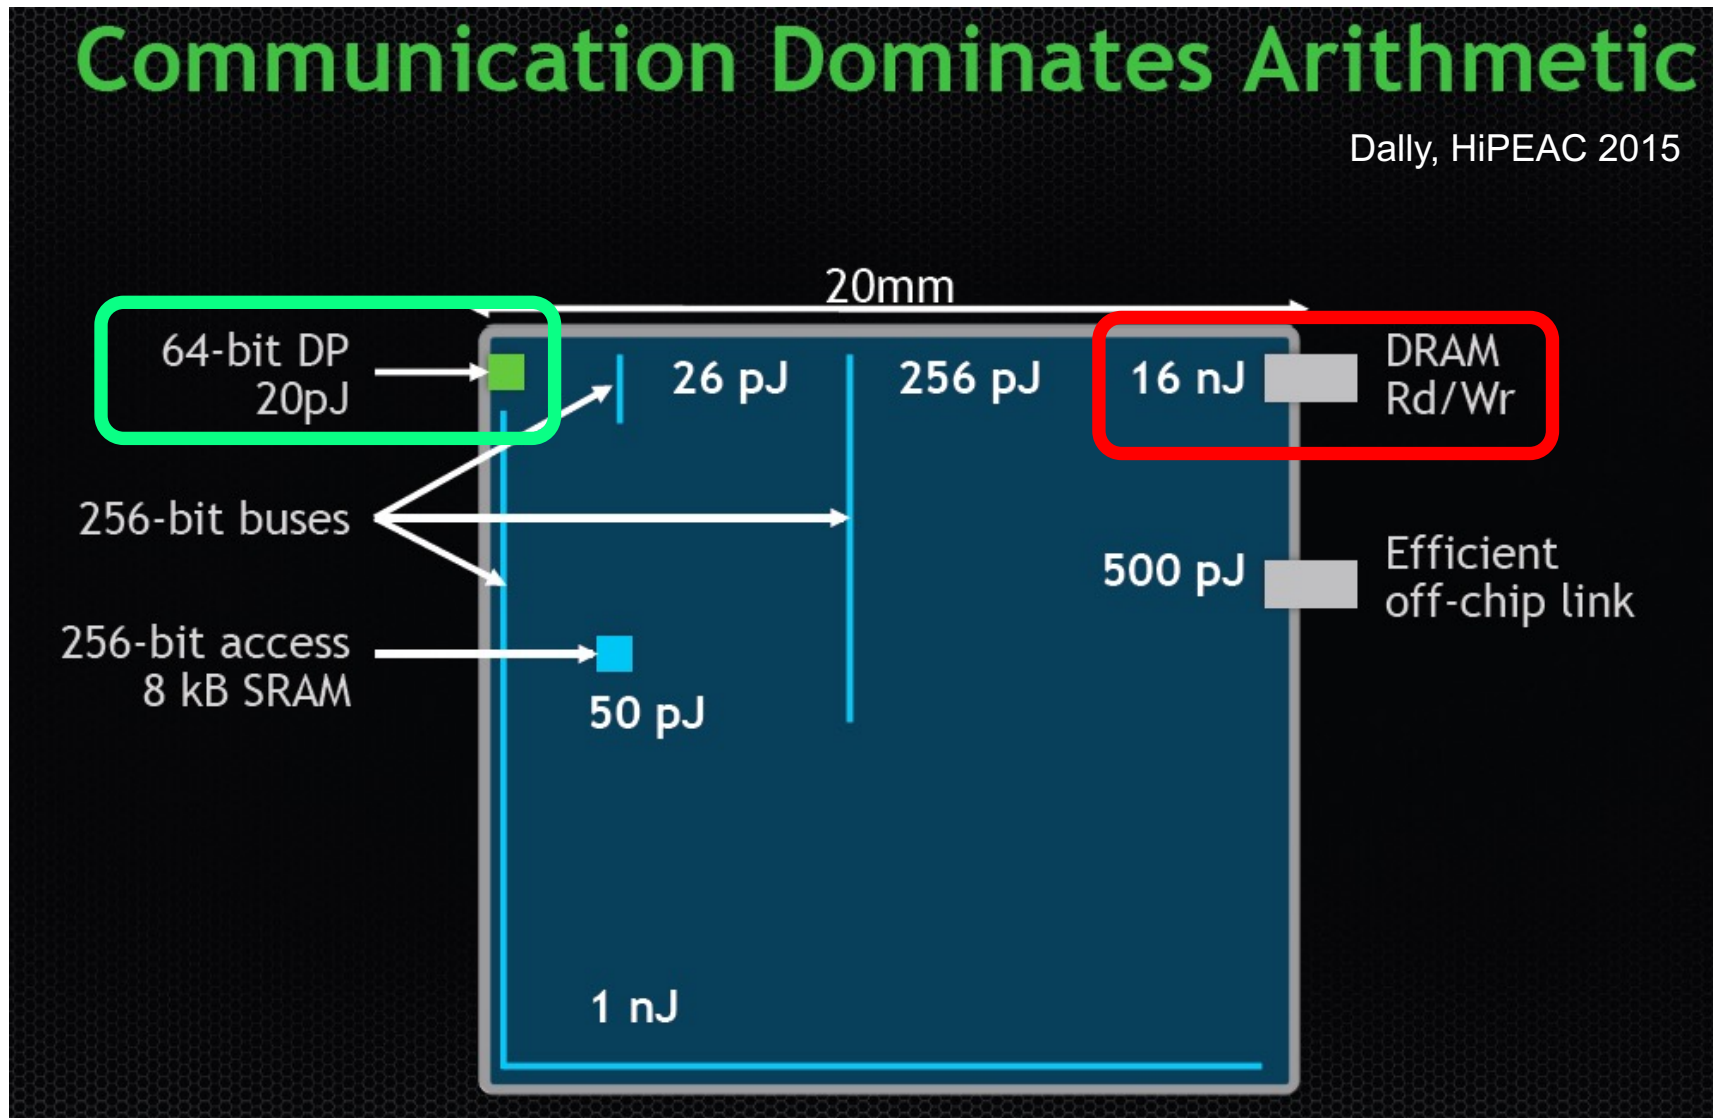 Communication Dominates Arithmetic
Dally, HiPEAC 2015
20mm
64-bit DP
20pJ
26 pJ
256 pJ
16 nJ
DRAM
Rd/Wr
256-bit buses
500 pJ
Efficient
off-chip link
256-bit access
8 kB SRAM
50 pJ
1 nJ